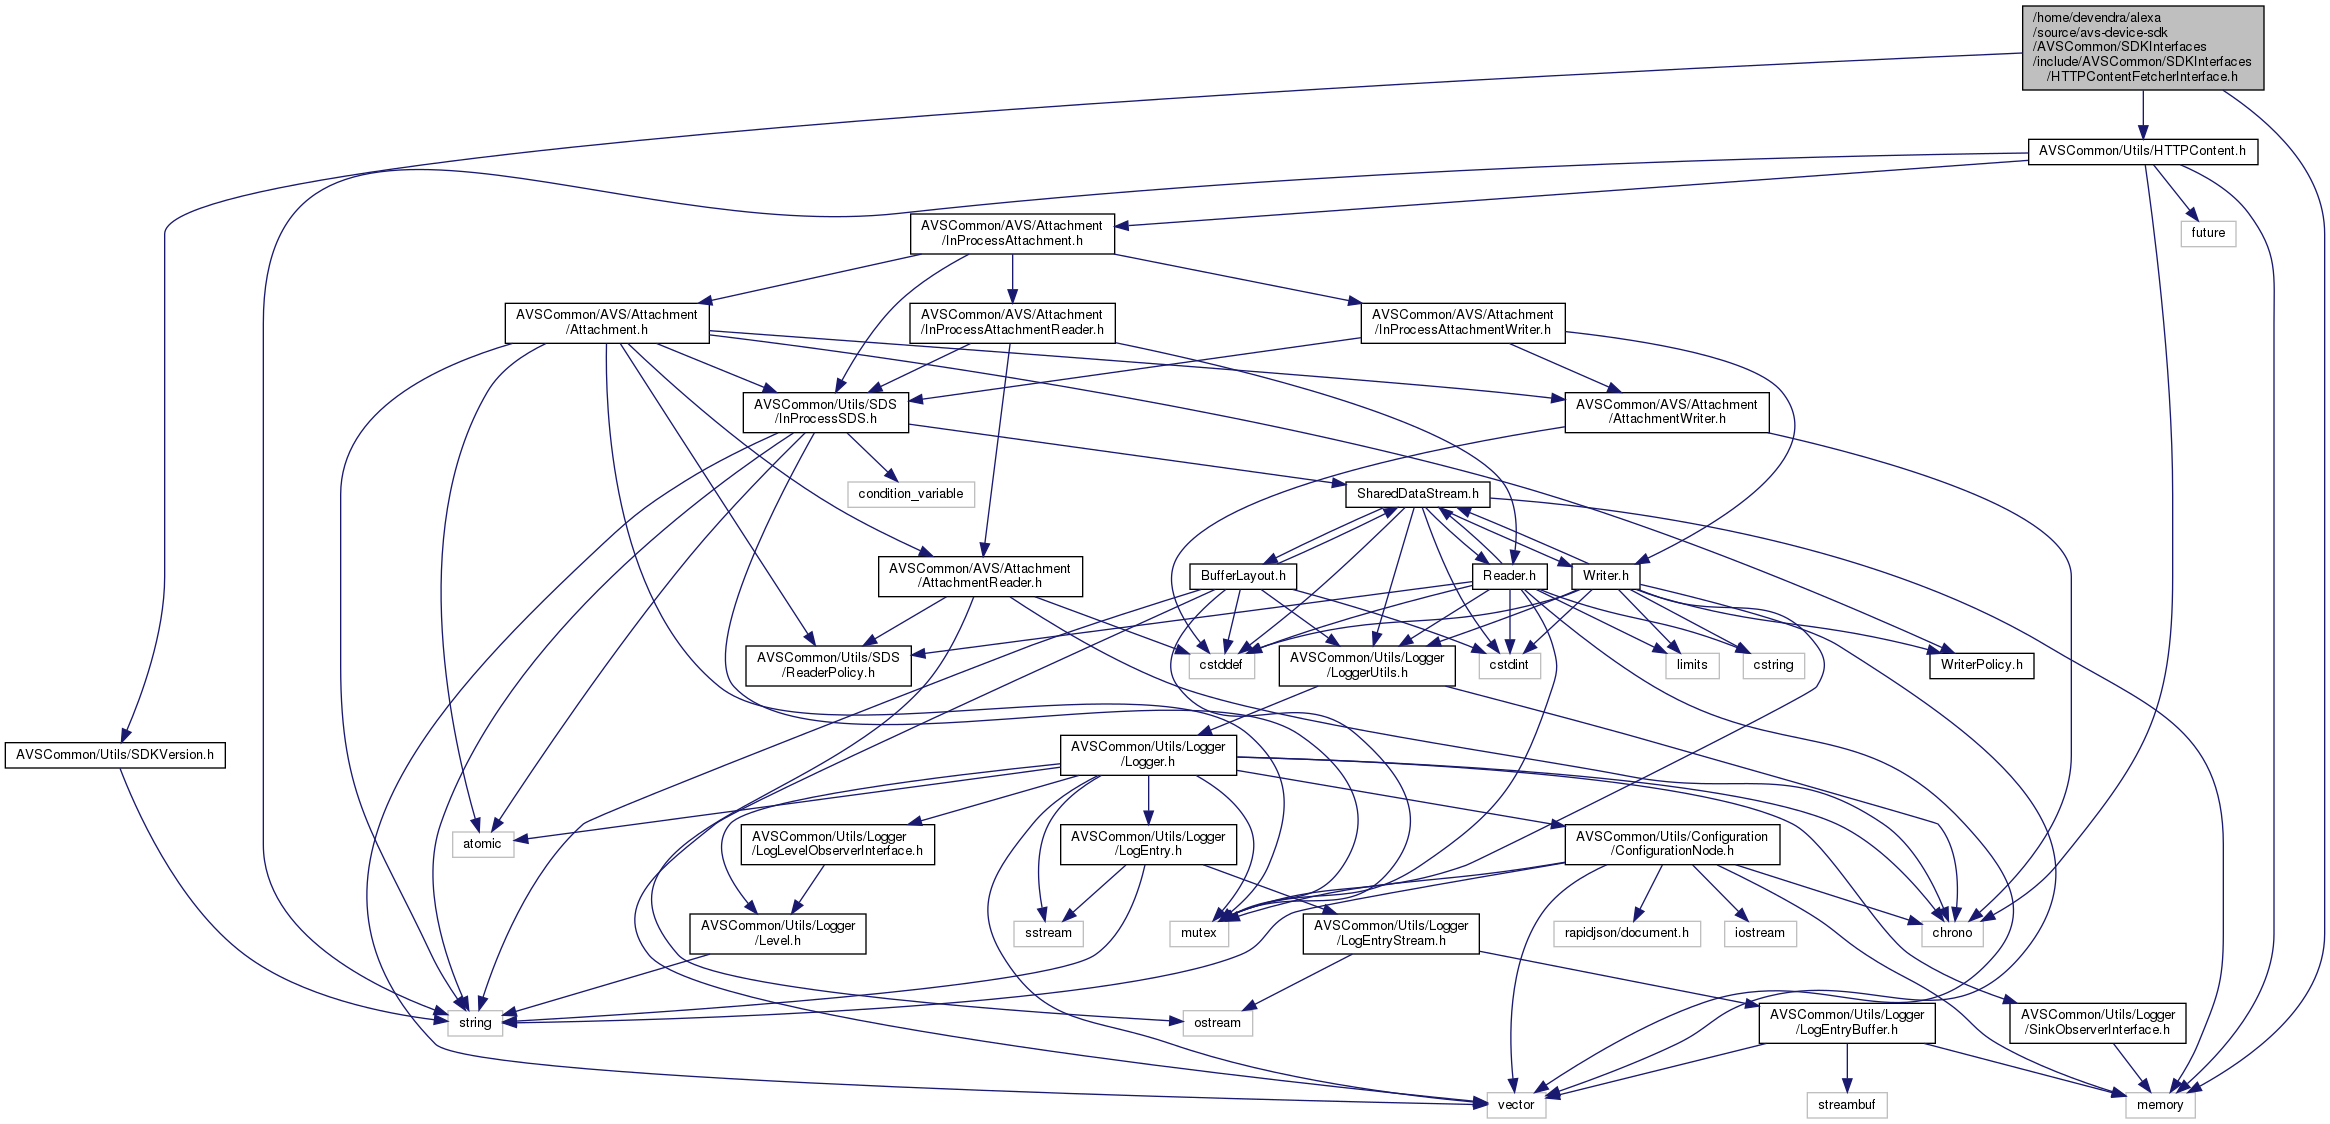 /home/devendra/alexa
/source/avs-device-sdk
/AVSCommon/SDKInterfaces
/include/AVSCommon/SDKInterfaces
/HTTPContentFetcherInterface.h
AVSCommon/Utils/HTTPContent.h
AVSCommon/AVS/Attachment
/InProcessAttachment.h
future
AVSCommon/AVS/Attachment
/Attachment.h
AVSCommon/AVS/Attachment
/InProcessAttachmentReader.h
AVSCommon/AVS/Attachment
/InProcessAttachmentWriter.h
AVSCommon/Utils/SDS
/InProcessSDS.h
AVSCommon/AVS/Attachment
/AttachmentWriter.h
condition_variable
SharedDataStream.h
AVSCommon/AVS/Attachment
/AttachmentReader.h
BufferLayout.h
Reader.h
Writer.h
AVSCommon/Utils/SDS
/ReaderPolicy.h
cstddef
AVSCommon/Utils/Logger
/LoggerUtils.h
cstdint
limits
cstring
WriterPolicy.h
AVSCommon/Utils/SDKVersion.h
AVSCommon/Utils/Logger
/Logger.h
atomic
AVSCommon/Utils/Logger
/LogLevelObserverInterface.h
AVSCommon/Utils/Logger
/LogEntry.h
AVSCommon/Utils/Configuration
/ConfigurationNode.h
AVSCommon/Utils/Logger
/Level.h
sstream
mutex
AVSCommon/Utils/Logger
/LogEntryStream.h
rapidjson/document.h
iostream
chrono
string
ostream
AVSCommon/Utils/Logger
/LogEntryBuffer.h
AVSCommon/Utils/Logger
/SinkObserverInterface.h
vector
streambuf
memory